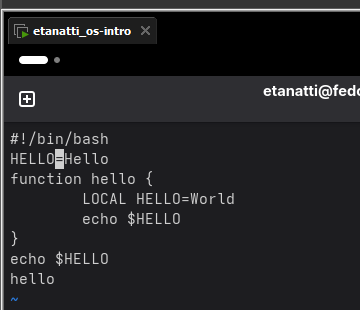 etanatti_os-intro
etanatti@fedo
#!/bin/bash
HELLO=Hello
function hello {
        LOCAL HELLO=World
        echo $HELLO
}
echo $HELLO
hello
~